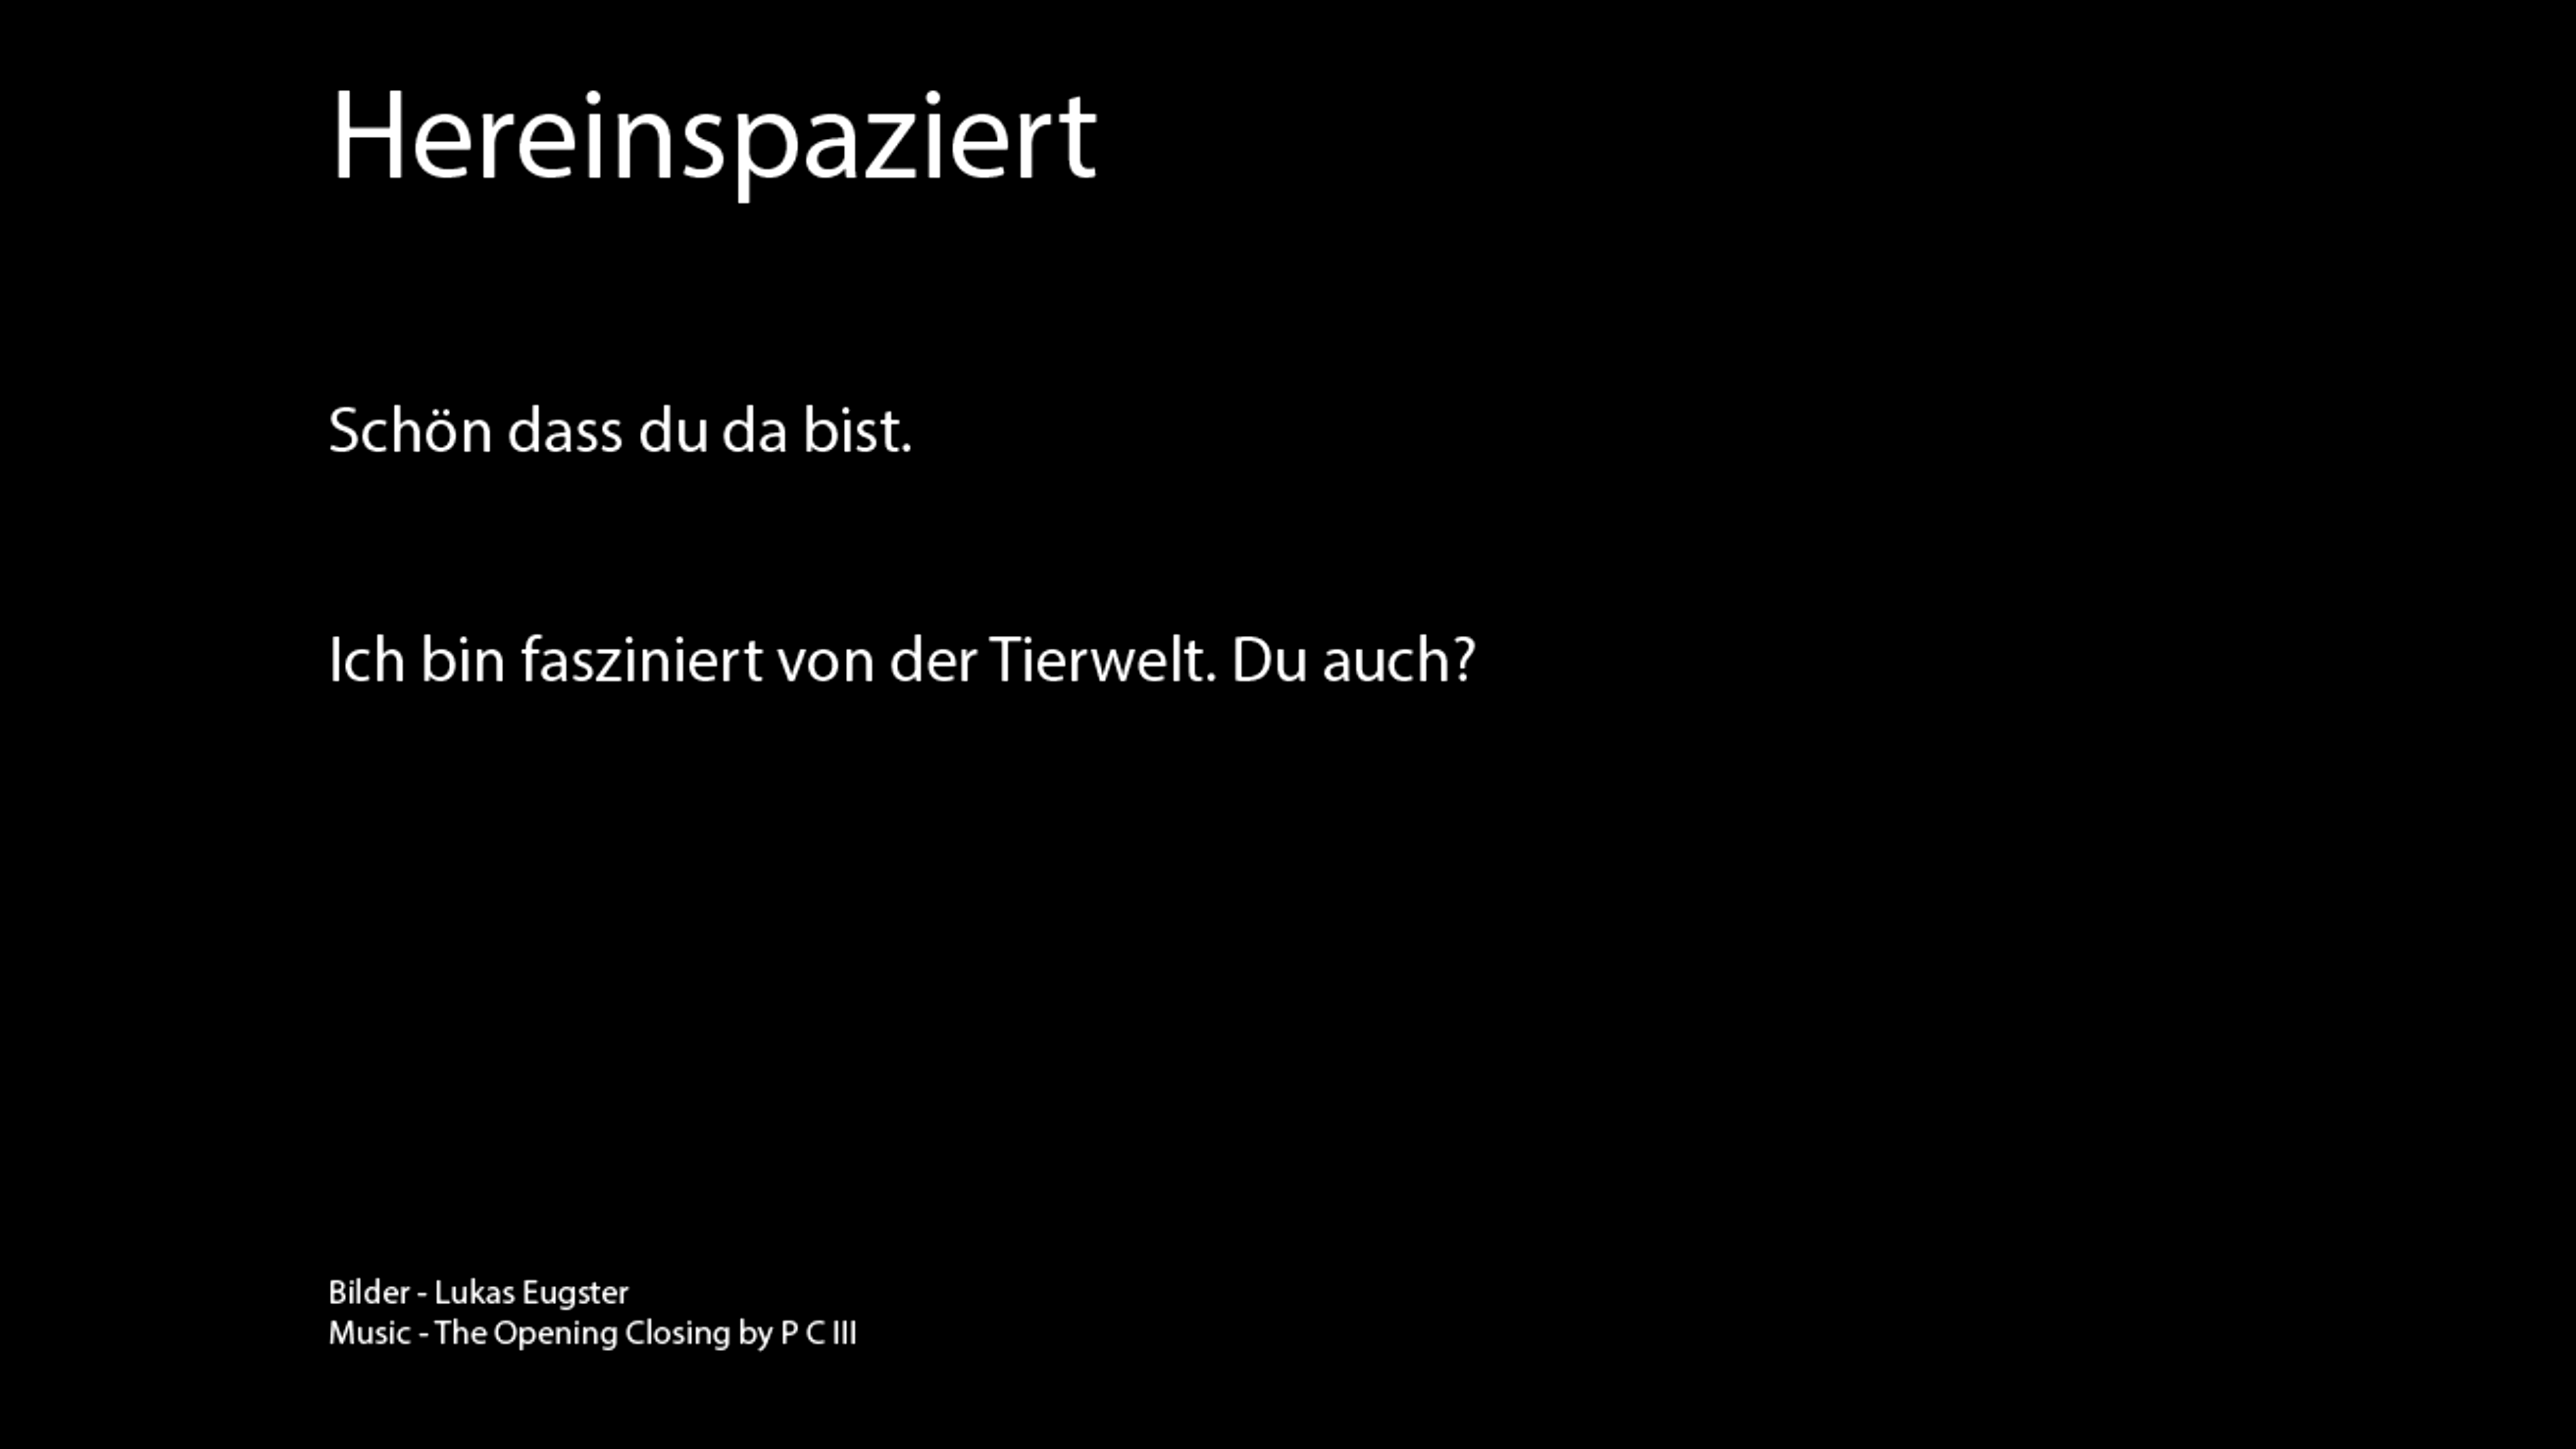 Hereinspaziert
Schön dass du da bist.
Ich bin fasziniert von der Tierwelt. Du auch?
Bilder - Lukas Eugster
Music - The Opening Closing by P C III